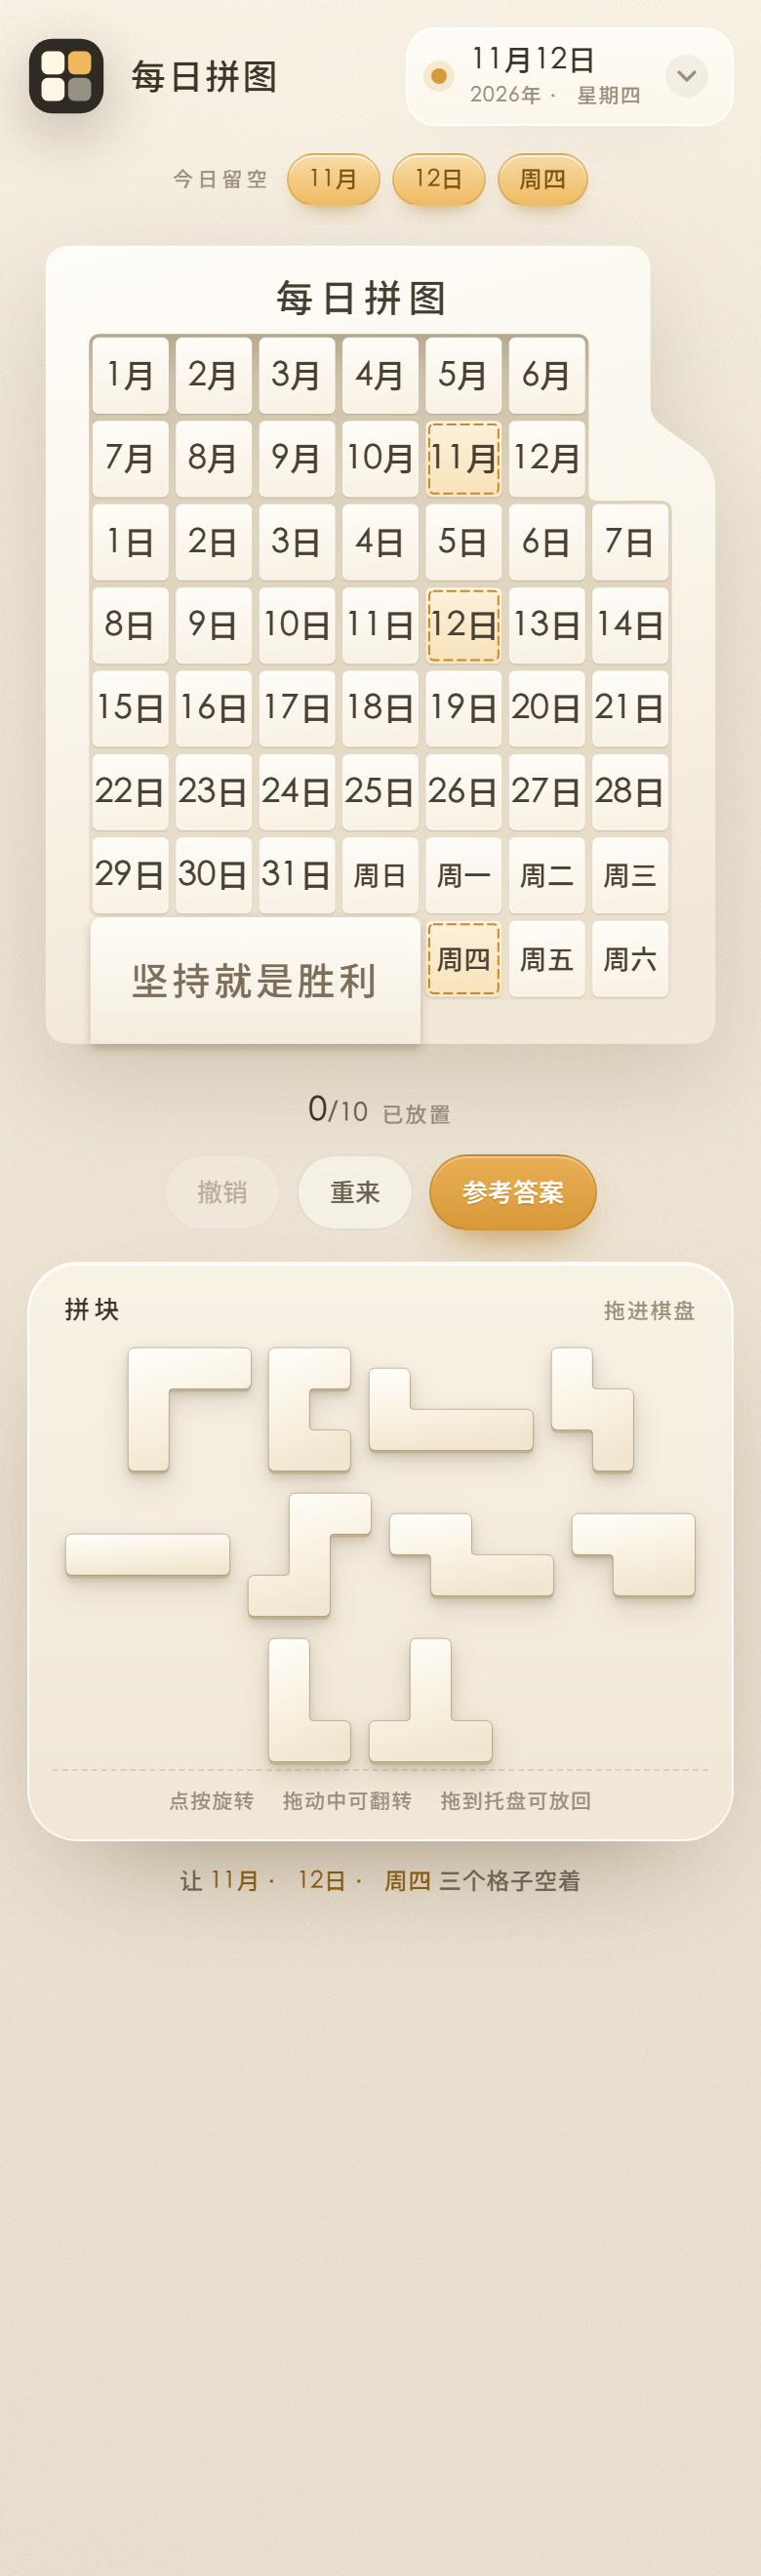 每日拼图
11月12日
2026年 · 星期四
今日留空 11月 12日 周四
每日拼图
1月 2月 3月 4月 5月 6月
7月 8月 9月 10月 11月 12月
1日 2日 3日 4日 5日 6日 7日
8日 9日 10日 11日 12日 13日 14日
15日 16日 17日 18日 19日 20日 21日
22日 23日 24日 25日 26日 27日 28日
29日 30日 31日 周日 周一 周二 周三
坚持就是胜利 周四 周五 周六
0/10 已放置
撤销 重来 参考答案
拼块 拖进棋盘
点按旋转 拖动中可翻转 拖到托盘可放回
让 11月 · 12日 · 周四 三个格子空着